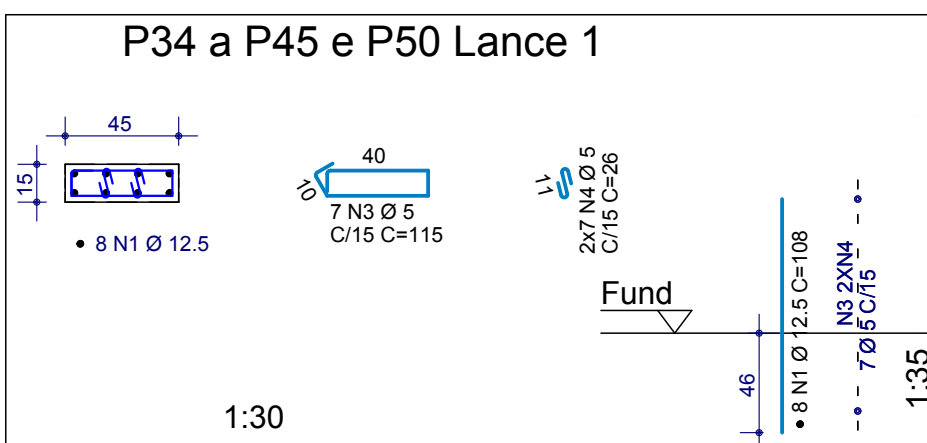 P34 a P45 e P50 Lance 1
45
15
8 N1 Ø 12.5
40
10
7 N3 Ø 5
C/15 C=115
11
2x7 N4 Ø 5
C/15 C=26
Fund
46
8 N1 Ø 12.5 C=108
N3 2XN4
7 Ø 5 C/15
1:30
1:35